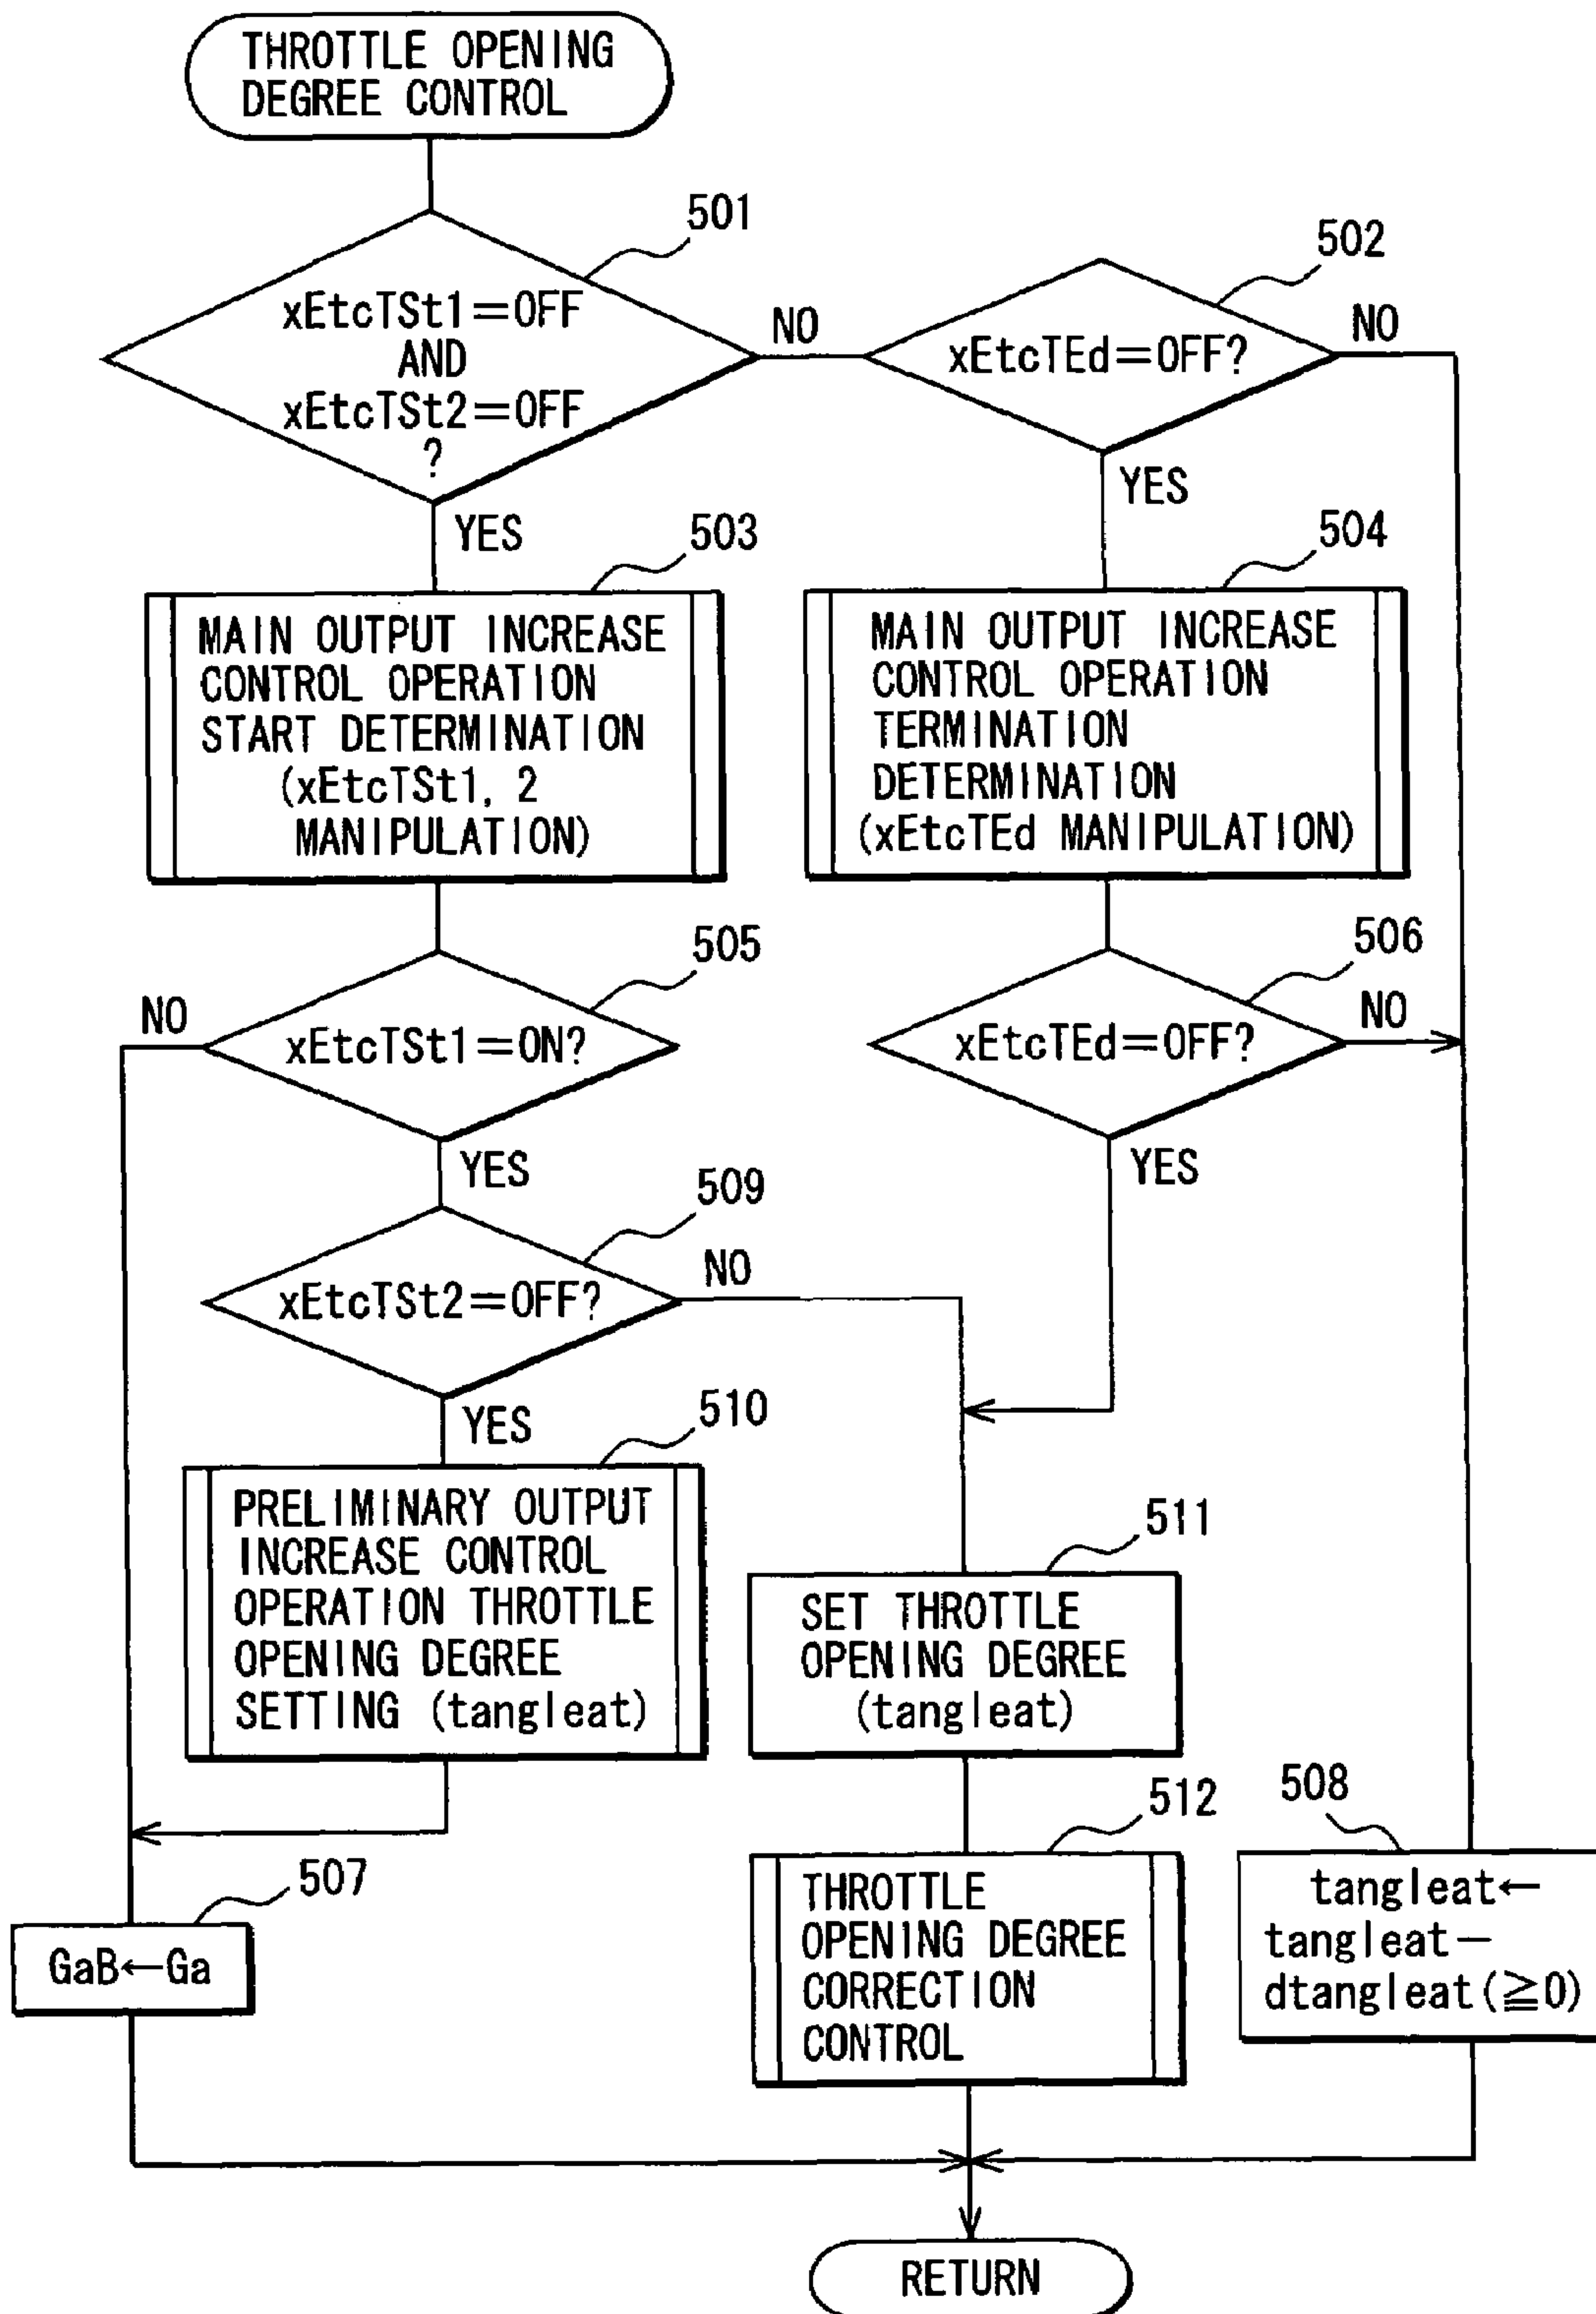 THROTTLE OPENING
DEGREE CONTROL
501
xEtcTSt1=OFF
AND
xEtcTSt2=OFF
?
NO
502
xEtcTEd=OFF?
NO
YES
YES
503
MAIN OUTPUT INCREASE
CONTROL OPERATION
START DETERMINATION
(xEtcTSt1, 2
MANIPULATION)
504
MAIN OUTPUT INCREASE
CONTROL OPERATION
TERMINATION
DETERMINATION
(xEtcTEd MANIPULATION)
505
NO
xEtcTSt1=ON?
YES
506
xEtcTEd=OFF?
NO
YES
509
xEtcTSt2=OFF?
NO
YES
510
PRELIMINARY OUTPUT
INCREASE CONTROL
OPERATION THROTTLE
OPENING DEGREE
SETTING (tangleat)
511
SET THROTTLE
OPENING DEGREE
(tangleat)
507
GaB←Ga
512
THROTTLE
OPENING DEGREE
CORRECTION
CONTROL
508
tangleat←
tangleat−
dtangleat(≧0)
RETURN